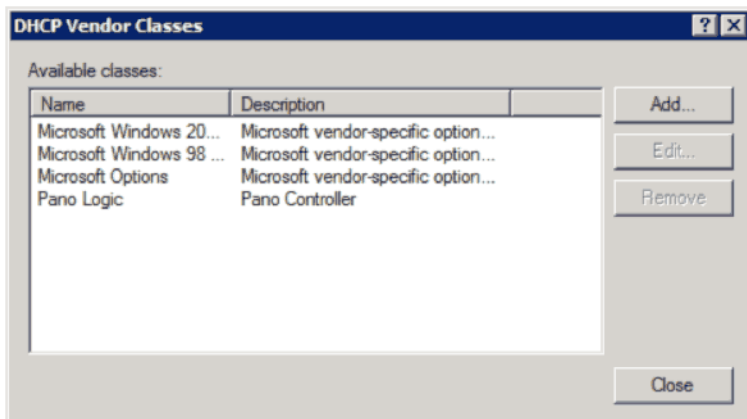 DHCP Vendor Classes
Available classes:
Name Description
Add...
Microsoft Windows 20... Microsoft vendor-specific option...
Microsoft Windows 98 ... Microsoft vendor-specific option...
Edit...
Microsoft Options Microsoft vendor-specific option...
Pano Logic Pano Controller
Remove
Close